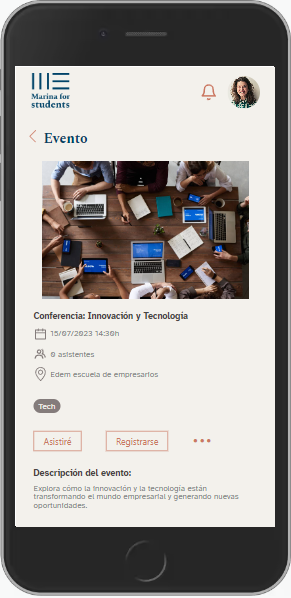 Marina for
students
Evento
Conferencia: Innovación y Tecnología
15/07/2023 14:30h
0 asistentes
Edem escuela de empresarios
Tech
Asistiré
Registrarse
Descripción del evento:
Explora cómo la innovación y la tecnología están
transformando el mundo empresarial y generando nuevas
oportunidades.